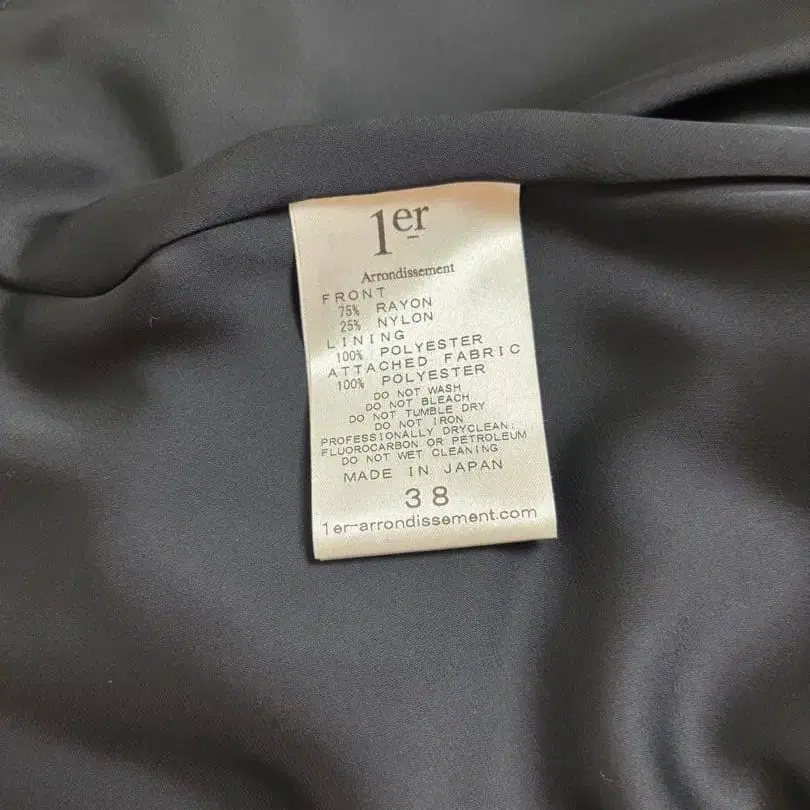 1er
Arrondissement
FRONT
75% RAYON
25% NYLON
LINING
100% POLYESTER
ATTACHED FABRIC
100% POLYESTER
DO NOT WASH
DO NOT BLEACH
DO NOT TUMBLE DRY
DO NOT IRON
PROFESSIONALLY DRYCLEAN:
FLUOROCARBON OR PETROLEUM
DO NOT WET CLEANING
MADE IN JAPAN
38
1er-arrondissement.com